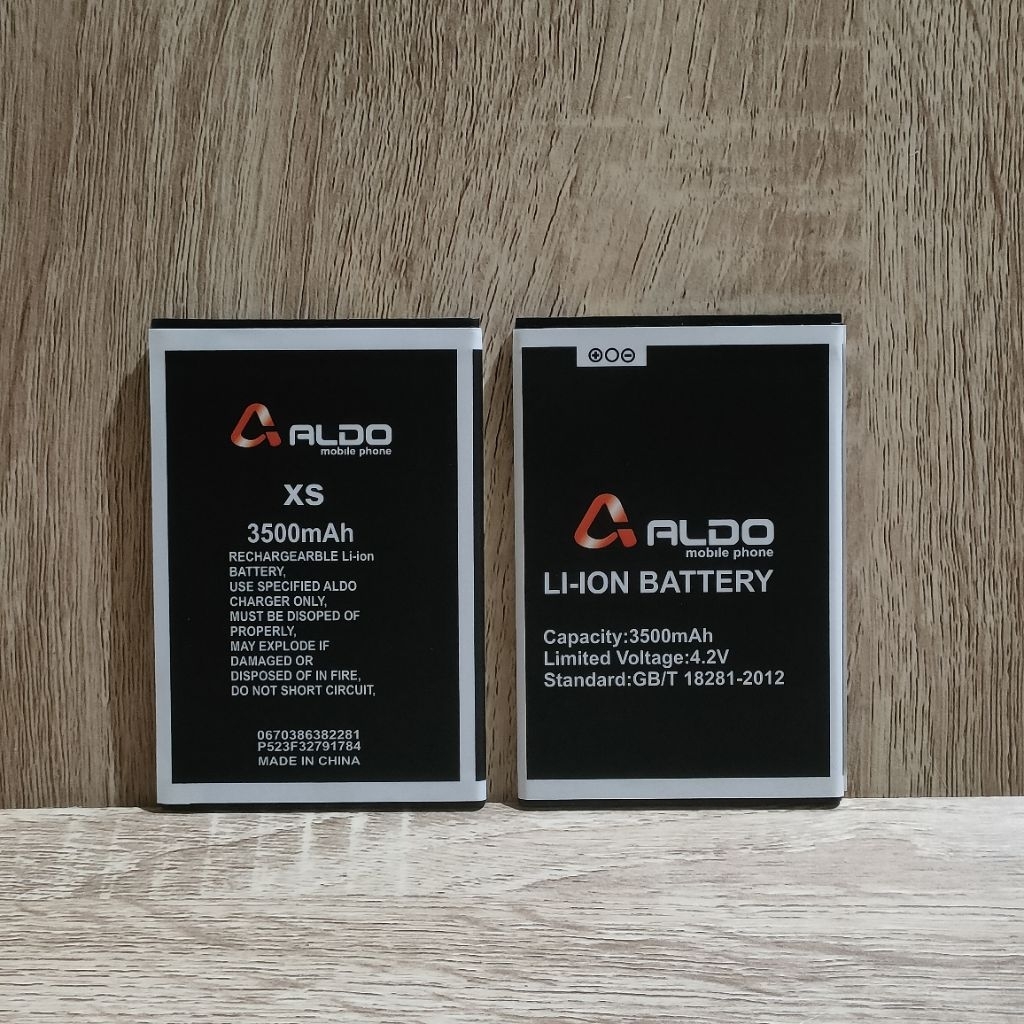 ALDO
mobile phone
XS
3500mAh
RECHARGEARBLE Li-ion
BATTERY,
USE SPECIFIED ALDO
CHARGER ONLY,
MUST BE DISOPED OF
PROPERLY,
MAY EXPLODE IF
DAMAGED OR
DISPOSED OF IN FIRE,
DO NOT SHORT CIRCUIT,
0670386382281
P523F32791784
MADE IN CHINA
ALDO
mobile phone
LI-ION BATTERY
Capacity:3500mAh
Limited Voltage:4.2V
Standard:GB/T 18281-2012